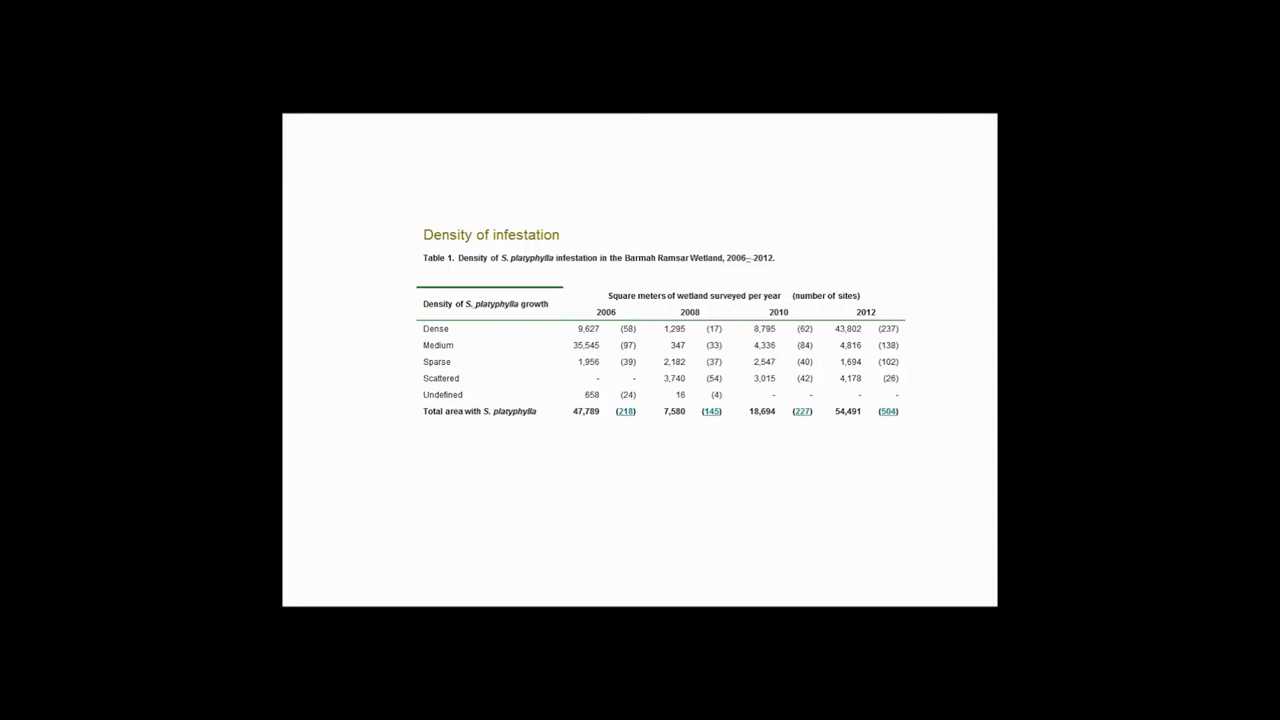 Density of infestation
Table 1. Density of S. platyphylla infestation in the Barmah Ramsar Wetland, 2006–-2012.
Square meters of wetland surveyed per year (number of sites)
Density of S. platyphylla growth
2006 2008 2010 2012
Dense 9,627 (58) 1,295 (17) 8,795 (62) 43,802 (237)
Medium 35,545 (97) 347 (33) 4,336 (84) 4,816 (138)
Sparse 1,956 (39) 2,182 (37) 2,547 (40) 1,694 (102)
Scattered - - 3,740 (54) 3,015 (42) 4,178 (26)
Undefined 658 (24) 16 (4) - - - -
Total area with S. platyphylla 47,789 (218) 7,580 (145) 18,694 (227) 54,491 (504)